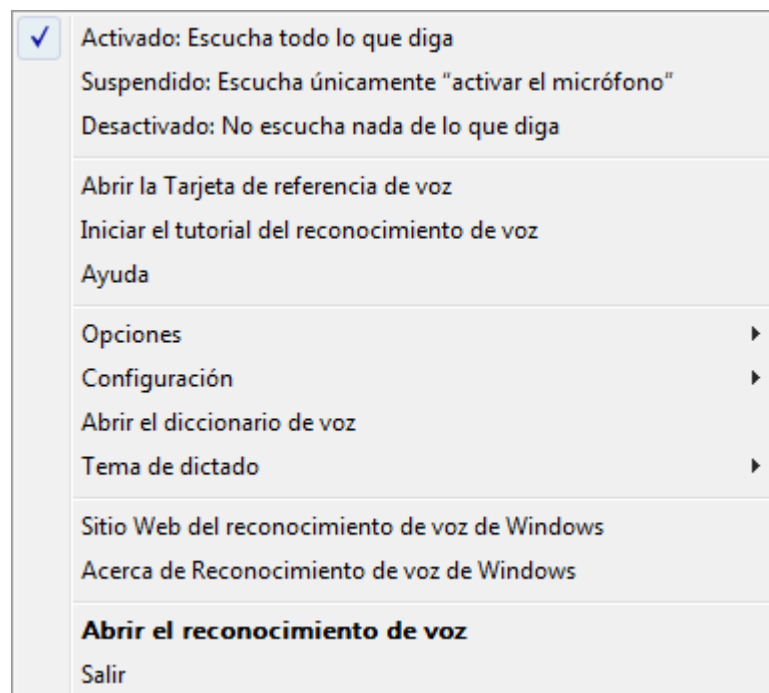 Activado: Escucha todo lo que diga
Suspendido: Escucha únicamente “activar el micrófono”
Desactivado: No escucha nada de lo que diga
Abrir la Tarjeta de referencia de voz
Iniciar el tutorial del reconocimiento de voz
Ayuda
Opciones
Configuración
Abrir el diccionario de voz
Tema de dictado
Sitio Web del reconocimiento de voz de Windows
Acerca de Reconocimiento de voz de Windows
Abrir el reconocimiento de voz
Salir